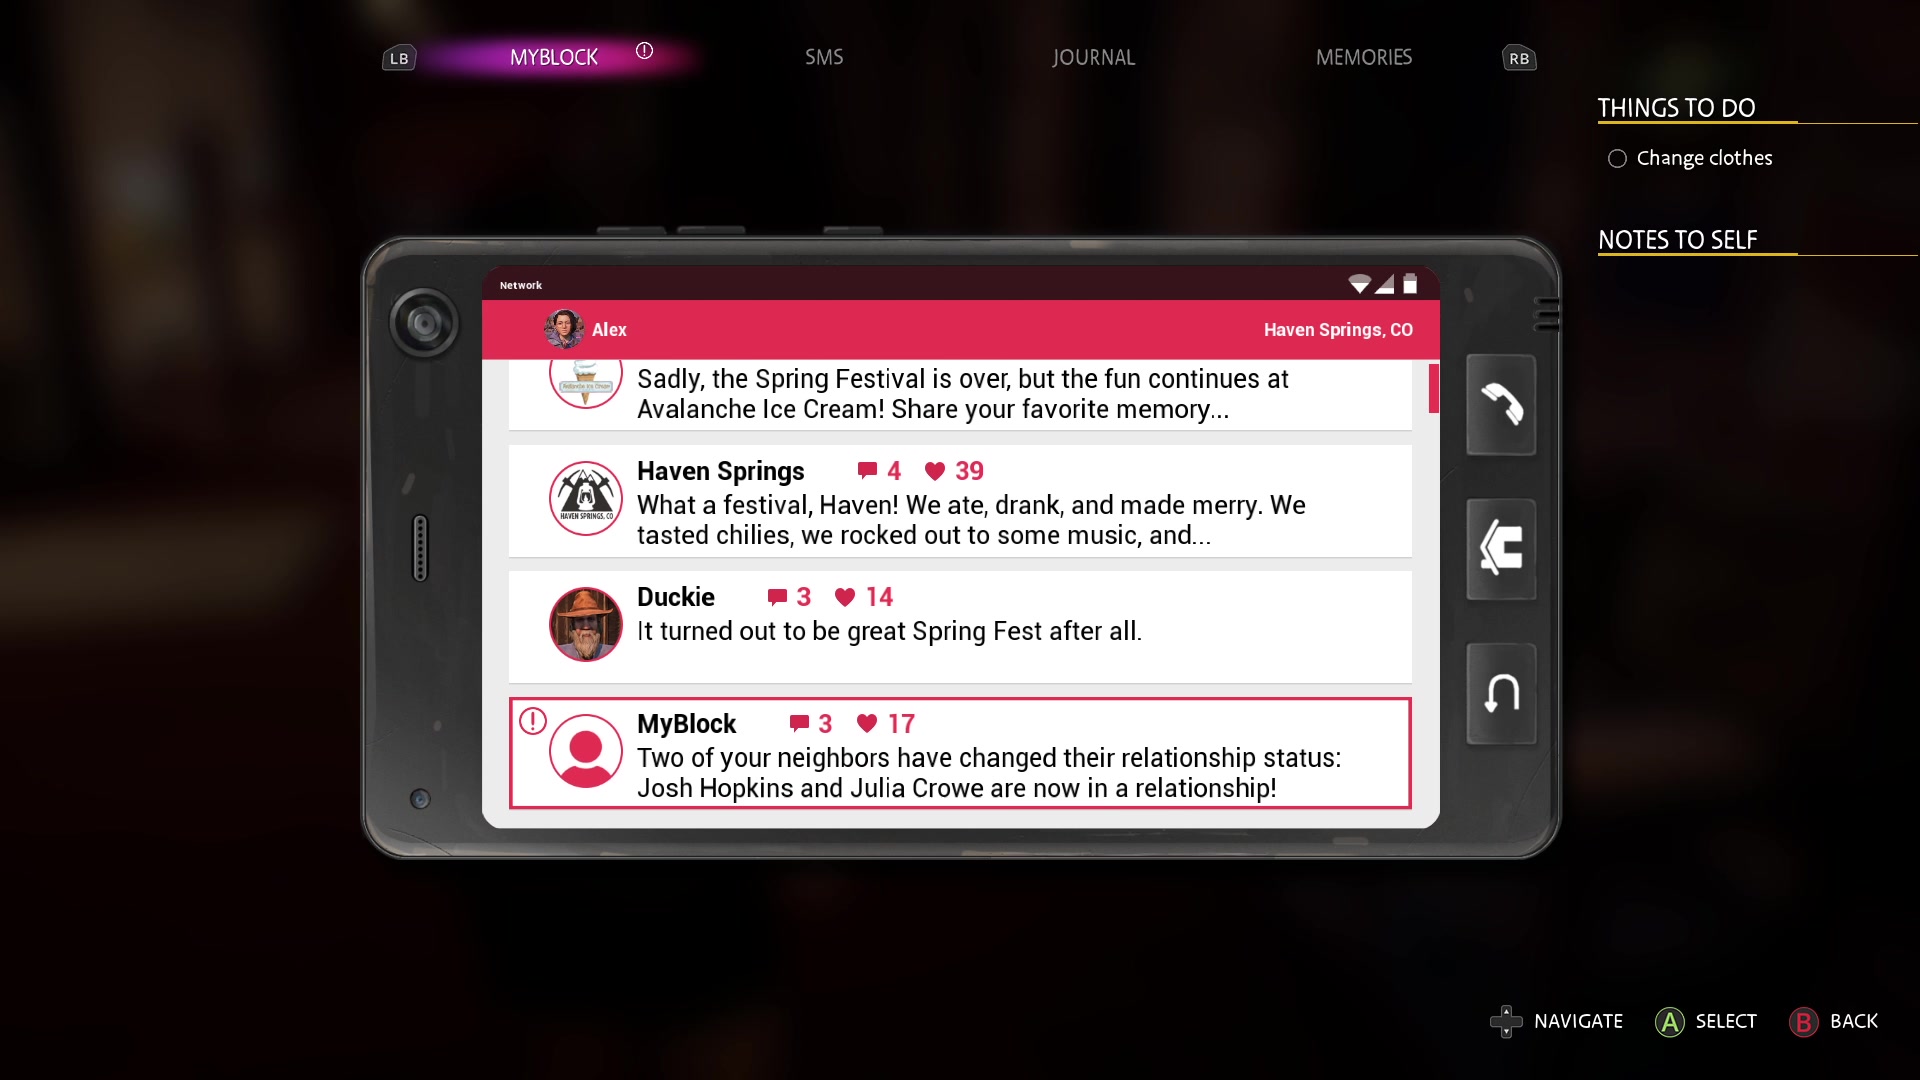 LB
MYBLOCK
SMS
JOURNAL
MEMORIES
RB
THINGS TO DO
Change clothes
NOTES TO SELF
Network
Alex
Haven Springs, CO
Sadly, the Spring Festival is over, but the fun continues at
Avalanche Ice Cream! Share your favorite memory...
Haven Springs 4 39
HAVEN SPRINGS, CO
What a festival, Haven! We ate, drank, and made merry. We
tasted chilies, we rocked out to some music, and...
Duckie 3 14
It turned out to be great Spring Fest after all.
MyBlock 3 17
Two of your neighbors have changed their relationship status:
Josh Hopkins and Julia Crowe are now in a relationship!
NAVIGATE
A SELECT
B BACK